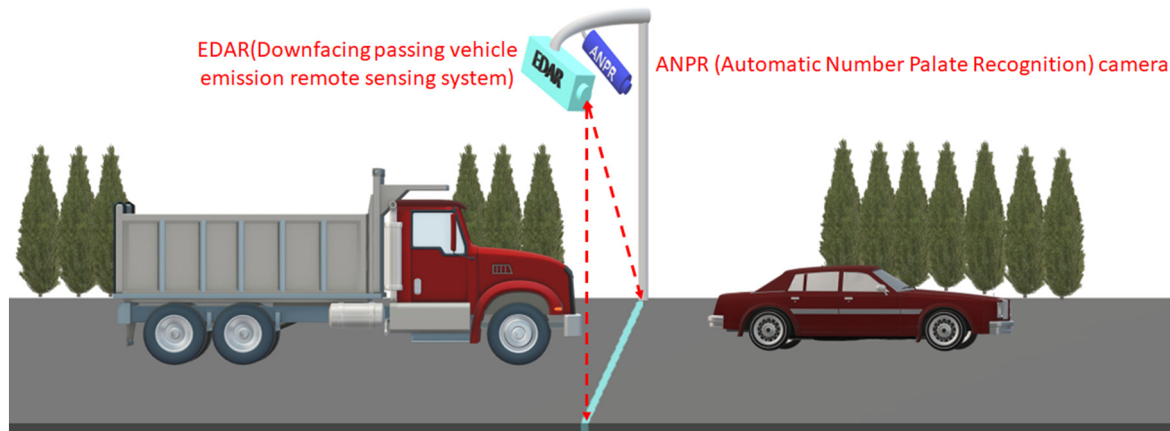 EDAR(Downfacing passing vehicle
emission remote sensing system)
EDAR
ANPR
ANPR (Automatic Number Palate Recognition) camera